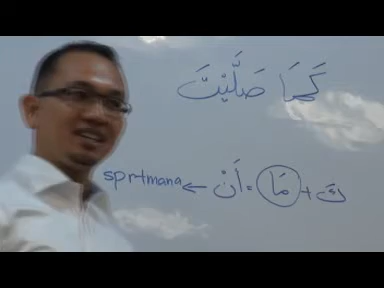 كَمَا صَلَّيْتَ
كَ + مَا = أَنْ ← sprtmana